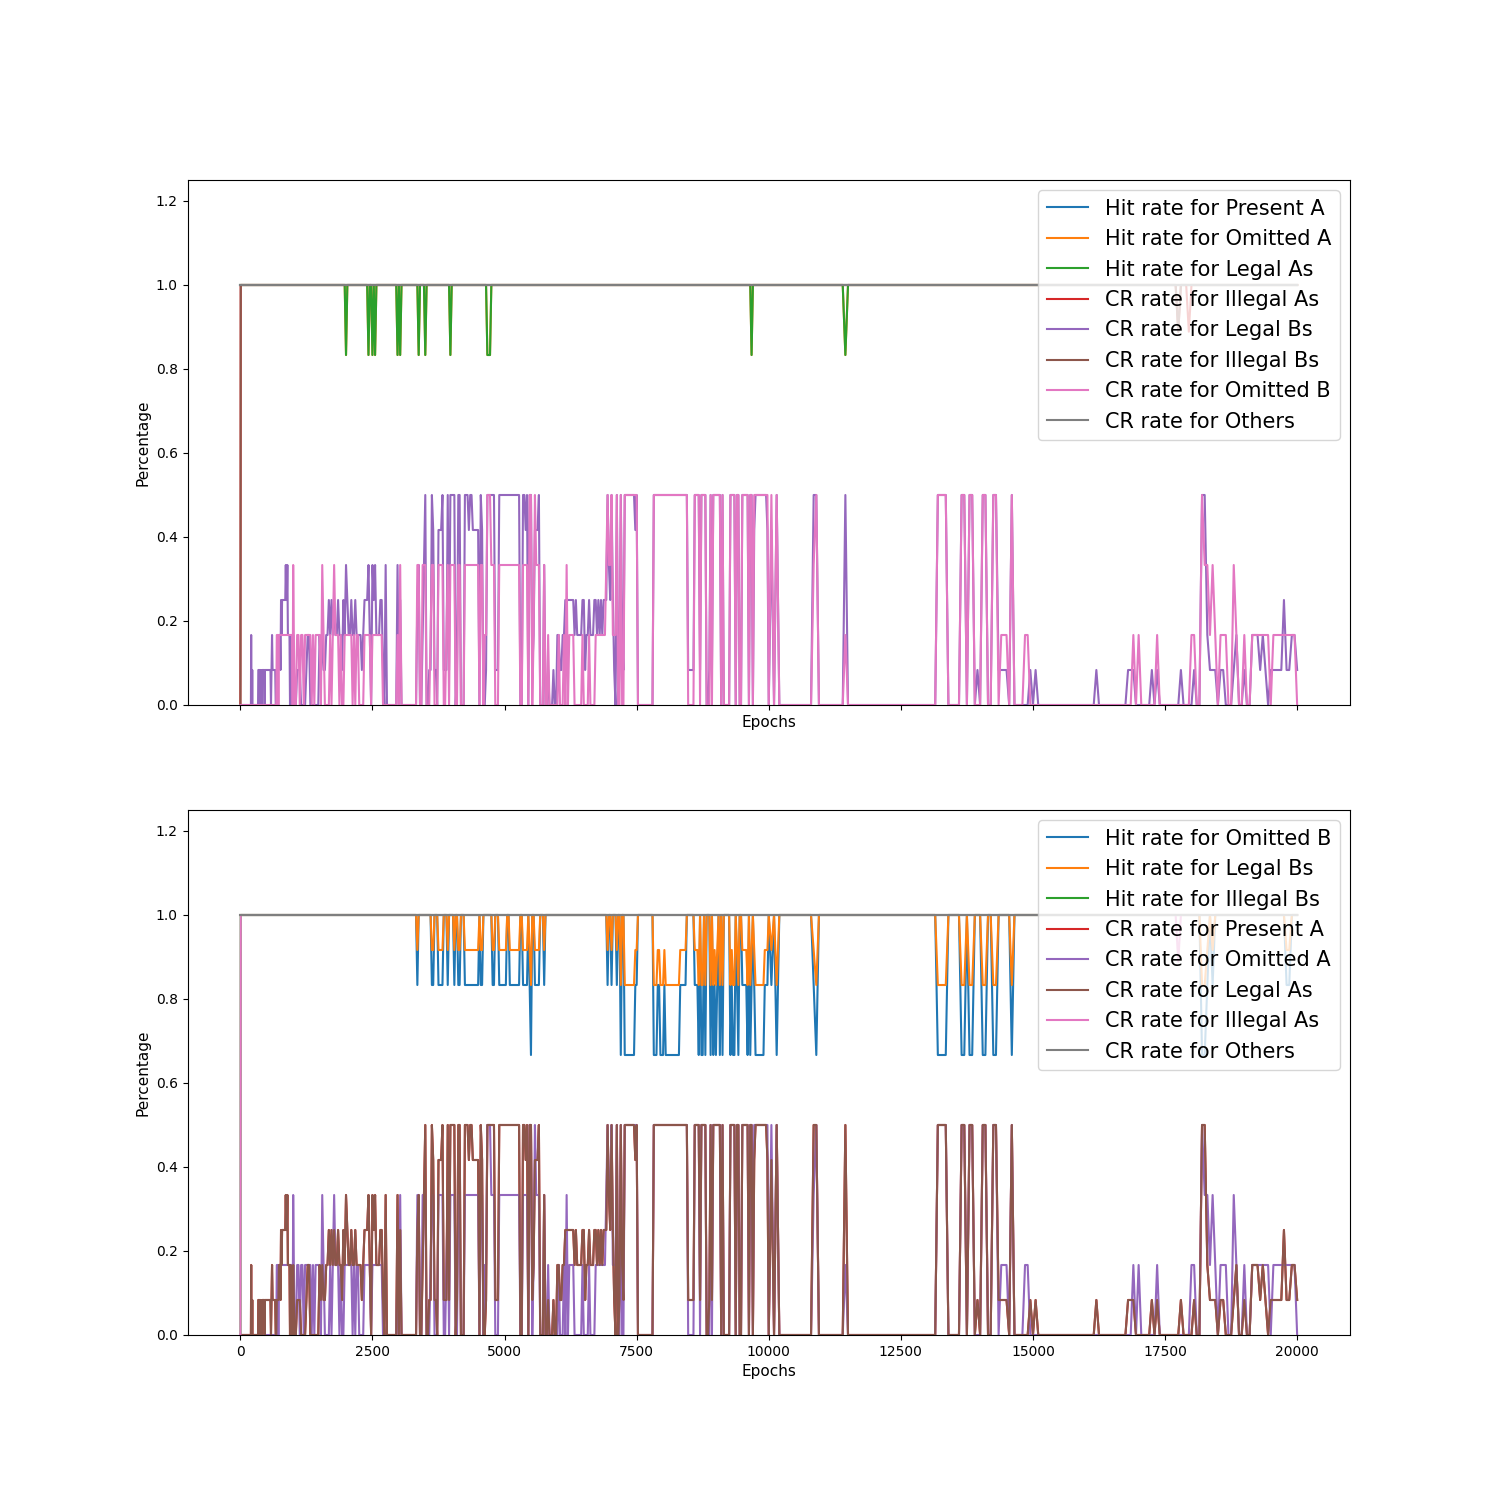 1.2
1.0
0.8
0.6
0.4
0.2
0.0
Percentage
Epochs
Hit rate for Present A
Hit rate for Omitted A
Hit rate for Legal As
CR rate for Illegal As
CR rate for Legal Bs
CR rate for Illegal Bs
CR rate for Omitted B
CR rate for Others
1.2
1.0
0.8
0.6
0.4
0.2
0.0
Percentage
0
2500
5000
7500
10000
12500
15000
17500
20000
Epochs
Hit rate for Omitted B
Hit rate for Legal Bs
Hit rate for Illegal Bs
CR rate for Present A
CR rate for Omitted A
CR rate for Legal As
CR rate for Illegal As
CR rate for Others